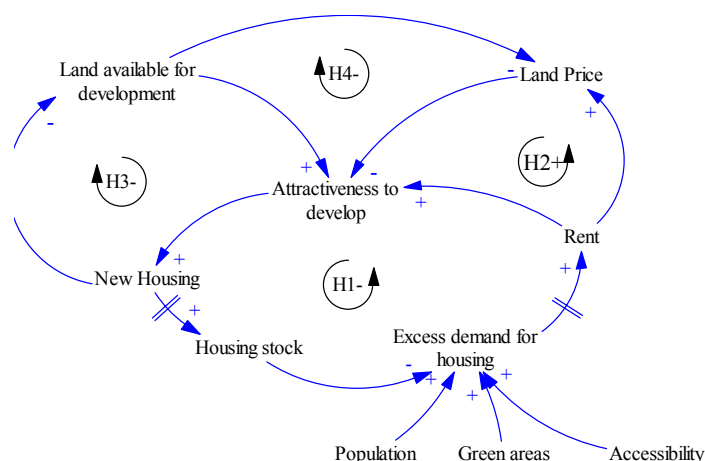 Land available for
development
H4-
-
Land Price
-
+
H3-
H2+
+
-
Attractiveness to
develop
+
Rent
+
New Housing
+
+
H1-
Housing stock
Excess demand for
housing
-
+
+
+
Population
Green areas
Accessibility